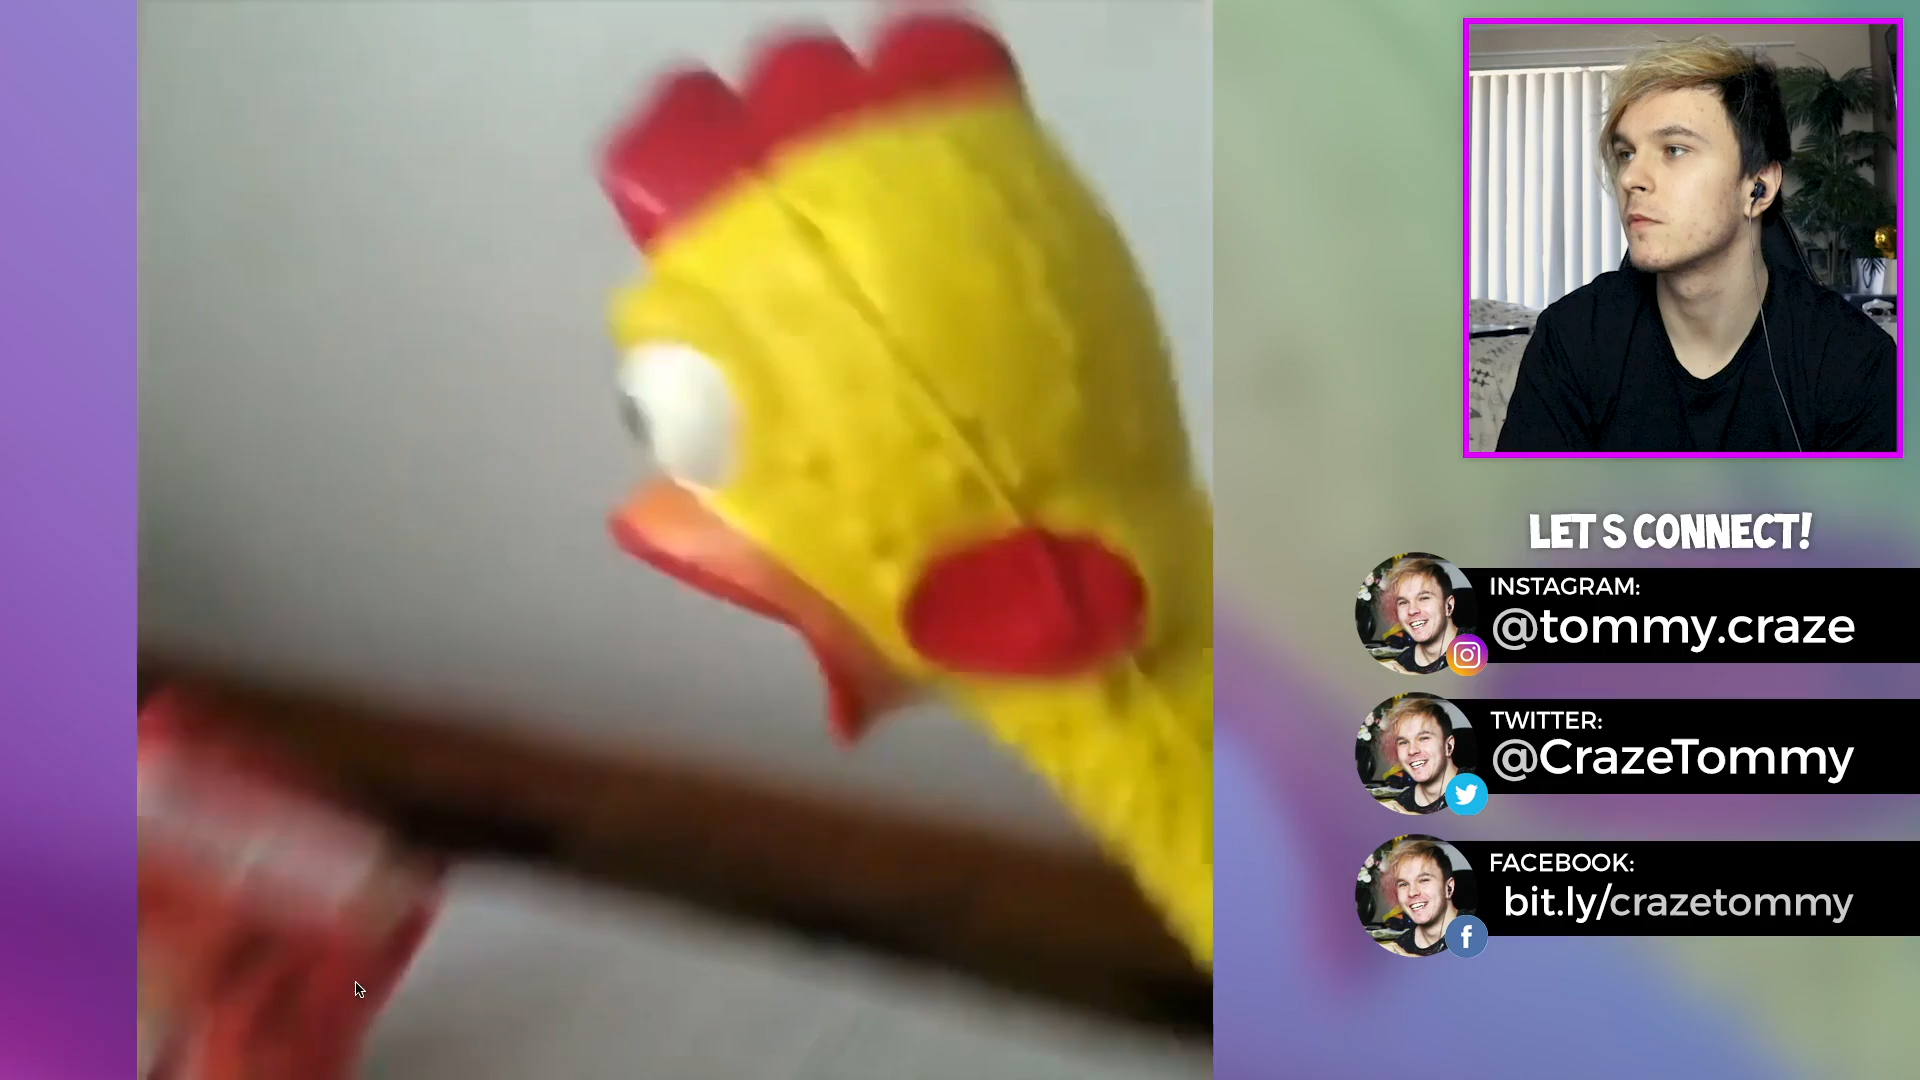 LET S CONNECT!
INSTAGRAM:
@tommy.craze
TWITTER:
@CrazeTommy
FACEBOOK:
bit.ly/crazetommy